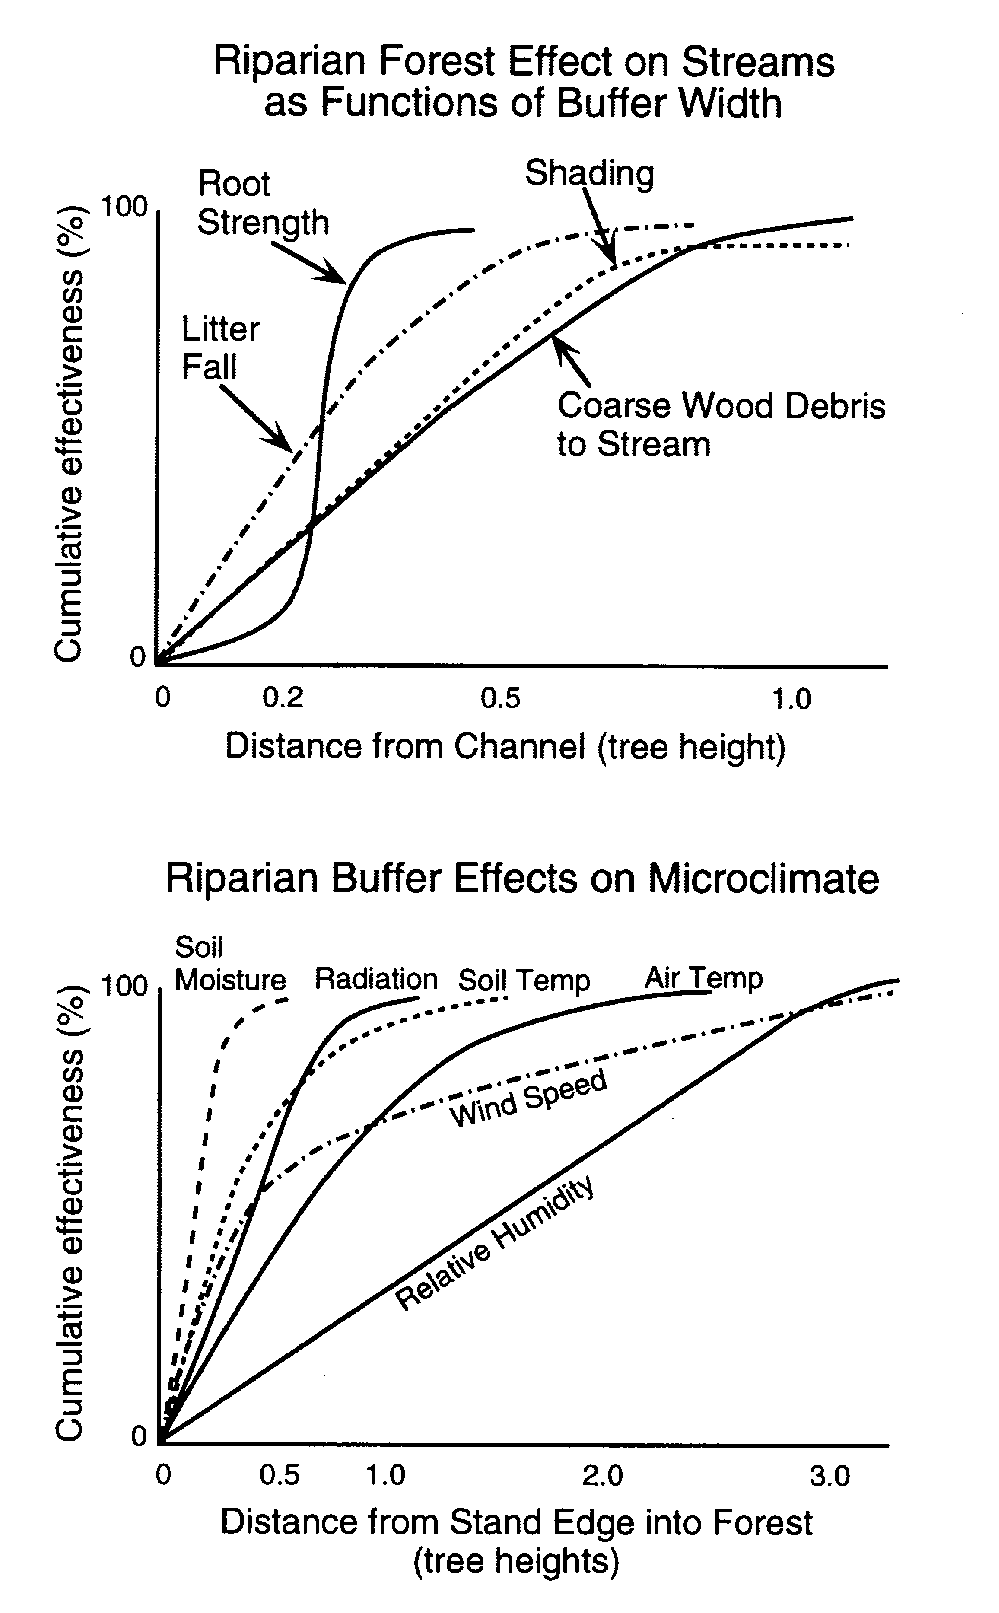 Riparian Forest Effect on Streams
as Functions of Buffer Width
Cumulative effectiveness (%)
100
0
Root
Strength
Shading
Litter
Fall
Coarse Wood Debris
to Stream
0 0.2 0.5 1.0
Distance from Channel (tree height)
Riparian Buffer Effects on Microclimate
Cumulative effectiveness (%)
100
0
Soil
Moisture Radiation Soil Temp Air Temp
Wind Speed
Relative Humidity
0 0.5 1.0 2.0 3.0
Distance from Stand Edge into Forest
(tree heights)